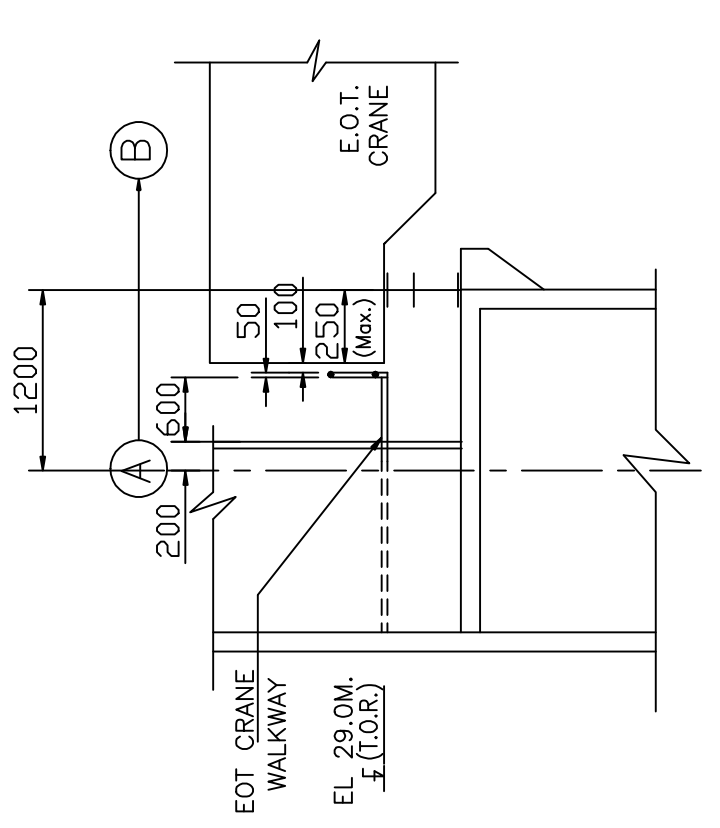 1200
A
B
200
600
50
100
250
(Max.)
E.O.T.
CRANE
EOT CRANE
WALKWAY
EL 29.0M.
(T.O.R.)